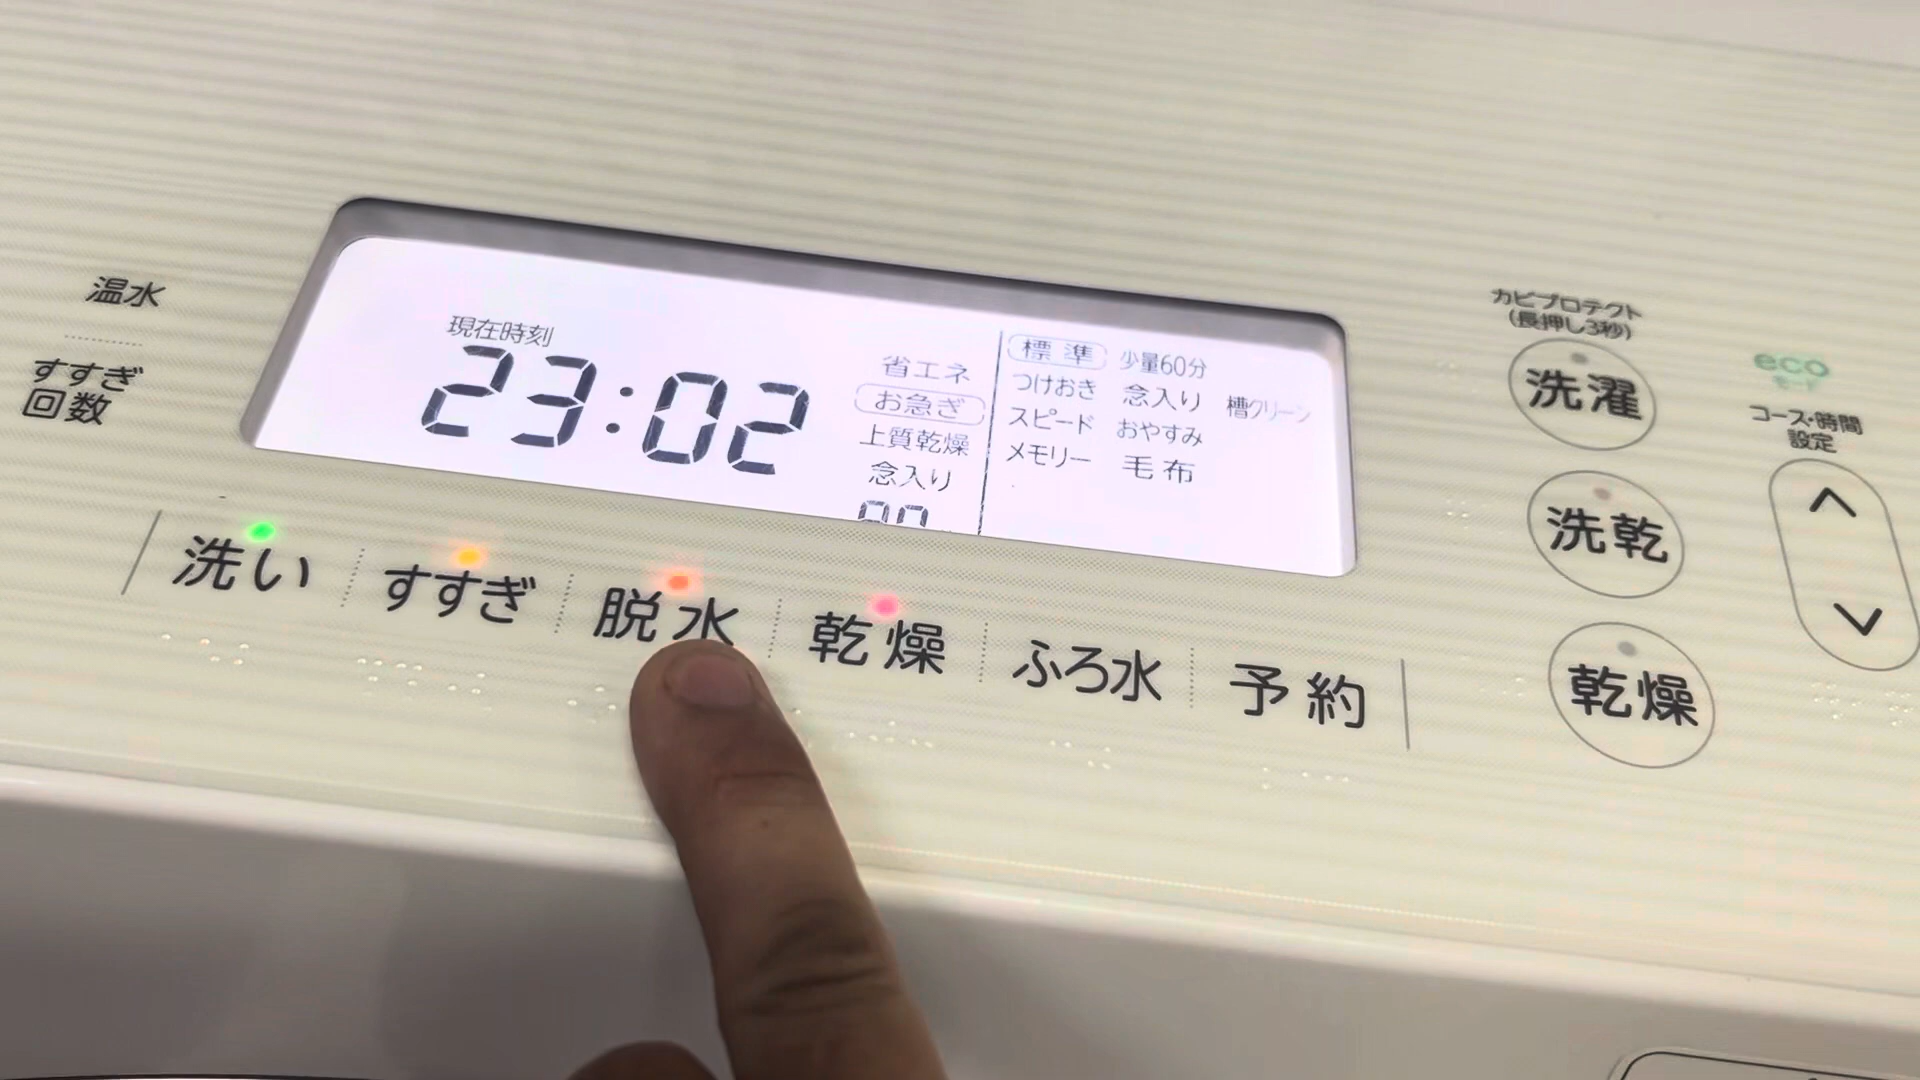 温水
すすぎ
回数
現在時刻
23:02
省エネ
お急ぎ
上質乾燥
念入り
標準 少量60分
つけおき 念入り 槽クリーン
スピード おやすみ
メモリー 毛布
洗い すすぎ 脱水 乾燥 ふろ水 予約
カビプロテクト
(長押し3秒)
洗濯
洗乾
乾燥
eco
モード
コース・時間
設定